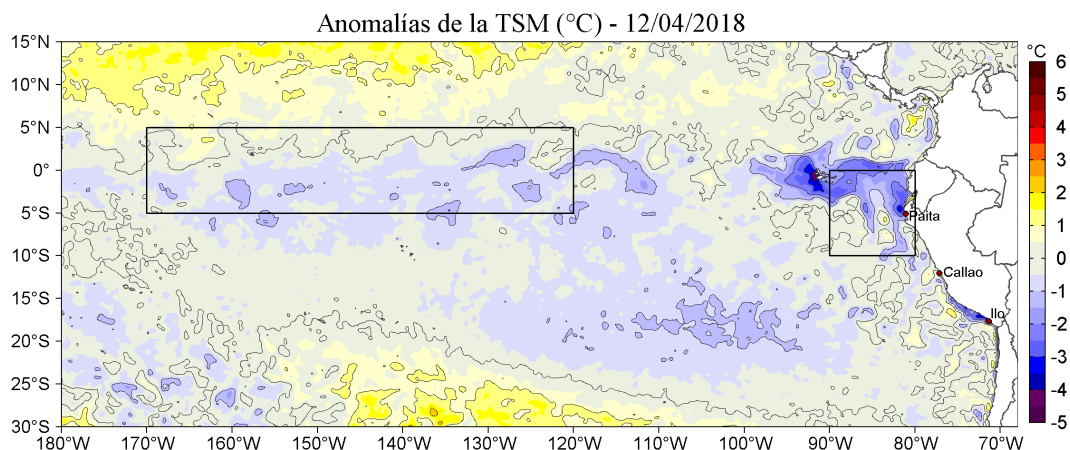 Anomalías de la TSM (°C) - 12/04/2018
15°N
10°N
5°N
0°
5°S
10°S
15°S
20°S
25°S
30°S
180°W
170°W
160°W
150°W
140°W
130°W
120°W
110°W
100°W
90°W
80°W
70°W
Paita
Callao
Ilo
°C
6
5
4
3
2
1
0
-1
-2
-3
-4
-5